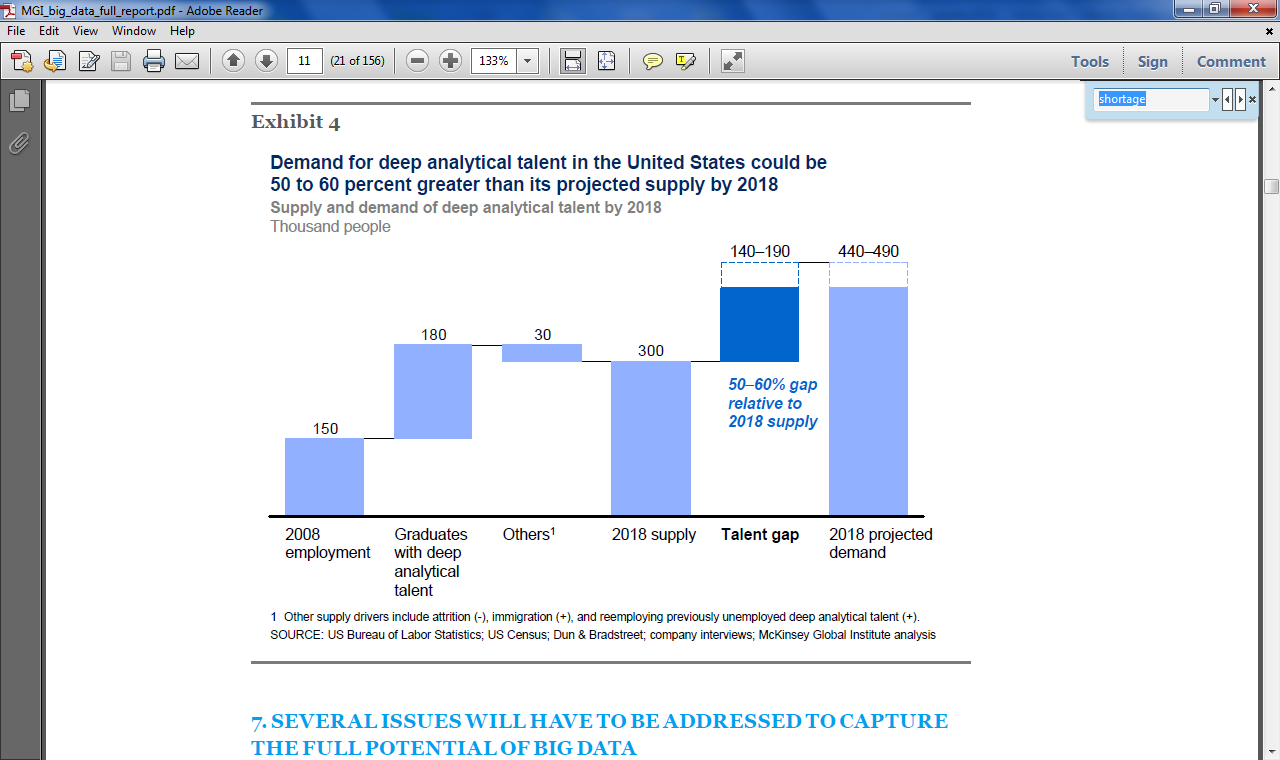 MGI_big_data_full_report.pdf - Adobe Reader
File Edit View Window Help
11 (21 of 156) 133% Tools Sign Comment
shortage
Exhibit 4
Demand for deep analytical talent in the United States could be
50 to 60 percent greater than its projected supply by 2018
Supply and demand of deep analytical talent by 2018
Thousand people
140–190 440–490
180 30
300
150
50–60% gap
relative to
2018 supply
2008
employment
Graduates
with deep
analytical
talent
Others1
2018 supply
Talent gap
2018 projected
demand
1 Other supply drivers include attrition (-), immigration (+), and reemploying previously unemployed deep analytical talent (+).
SOURCE: US Bureau of Labor Statistics; US Census; Dun & Bradstreet; company interviews; McKinsey Global Institute analysis
7. SEVERAL ISSUES WILL HAVE TO BE ADDRESSED TO CAPTURE
THE FULL POTENTIAL OF BIG DATA